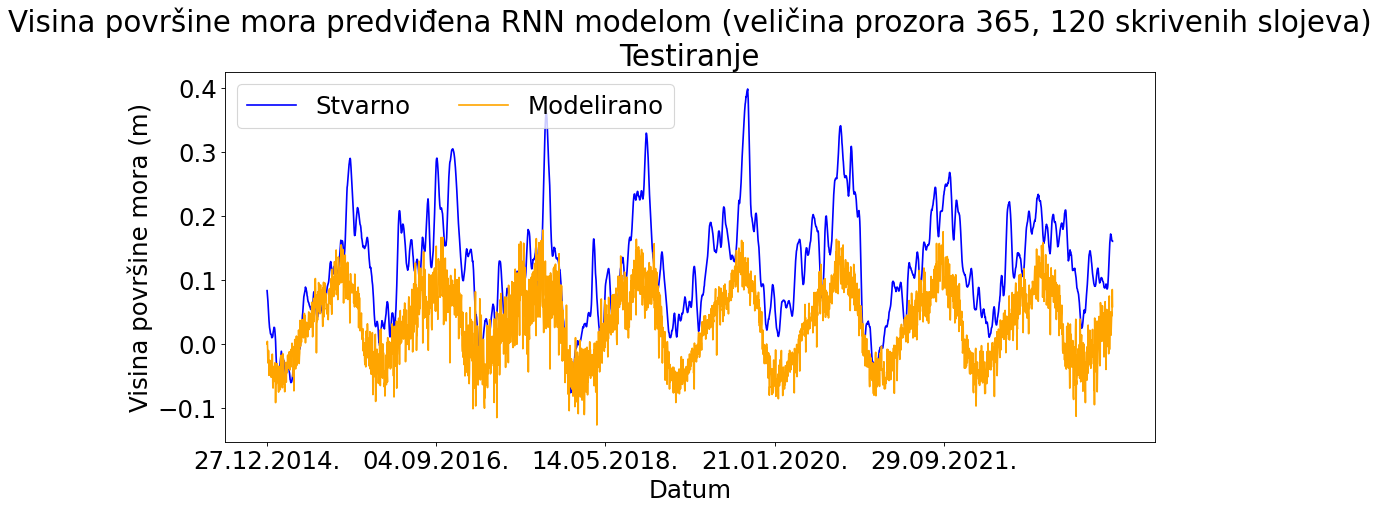 Visina površine mora predviđena RNN modelom (veličina prozora 365, 120 skrivenih slojeva)
Testiranje
Stvarno Modelirano
Visina površine mora (m)
0.4
0.3
0.2
0.1
0.0
−0.1
27.12.2014. 04.09.2016. 14.05.2018. 21.01.2020. 29.09.2021.
Datum